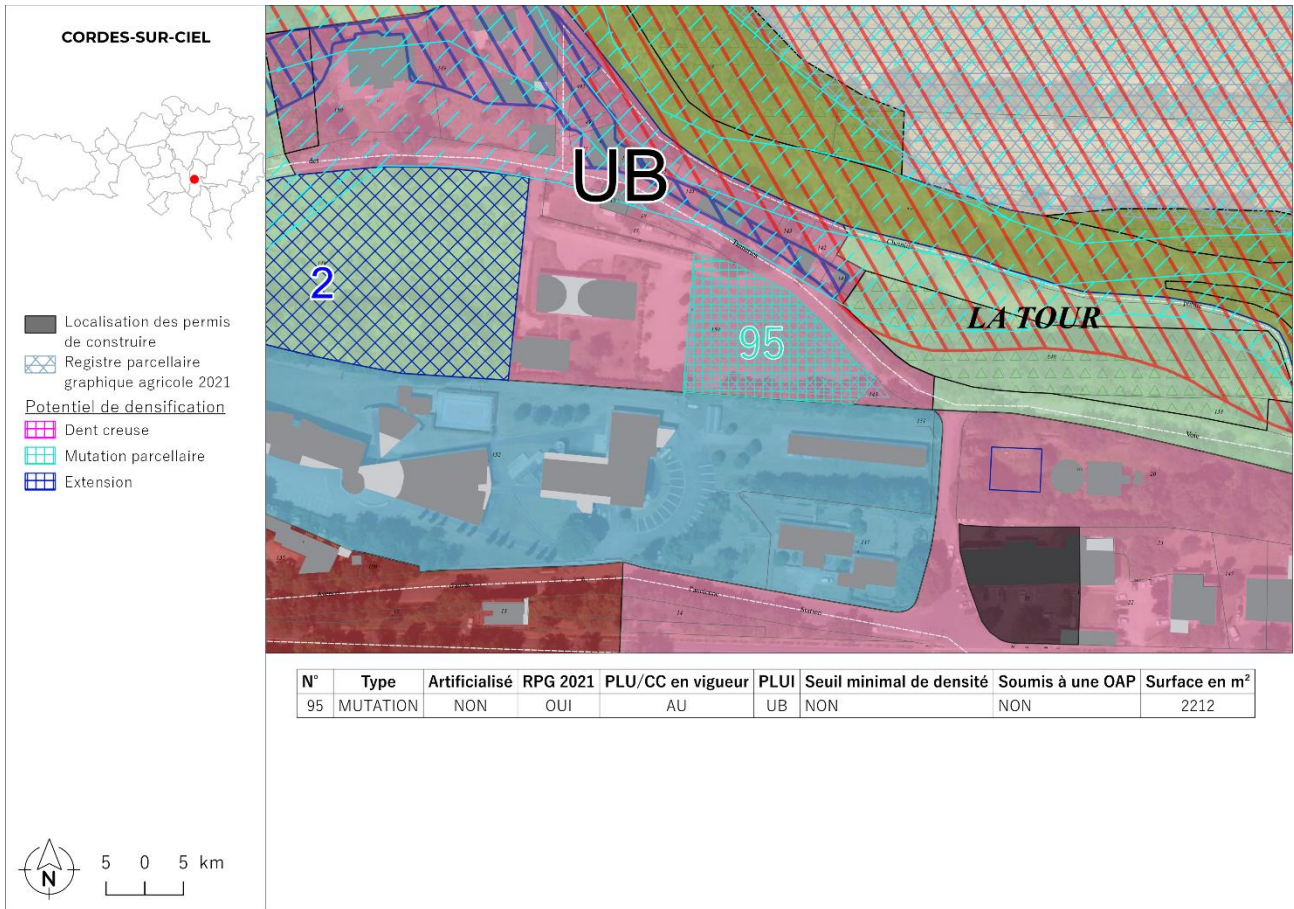 CORDES-SUR-CIEL
Localisation des permis
de construire
Registre parcellaire
graphique agricole 2021
Potentiel de densification
Dent creuse
Mutation parcellaire
Extension
5 0 5 km
N
UB
2
95
LA TOUR
Chemin
Voie
152
N° Type Artificialisé RPG 2021 PLU/CC en vigueur PLUI Seuil minimal de densité Soumis à une OAP Surface en m²
95 MUTATION NON OUI AU UB NON NON 2212